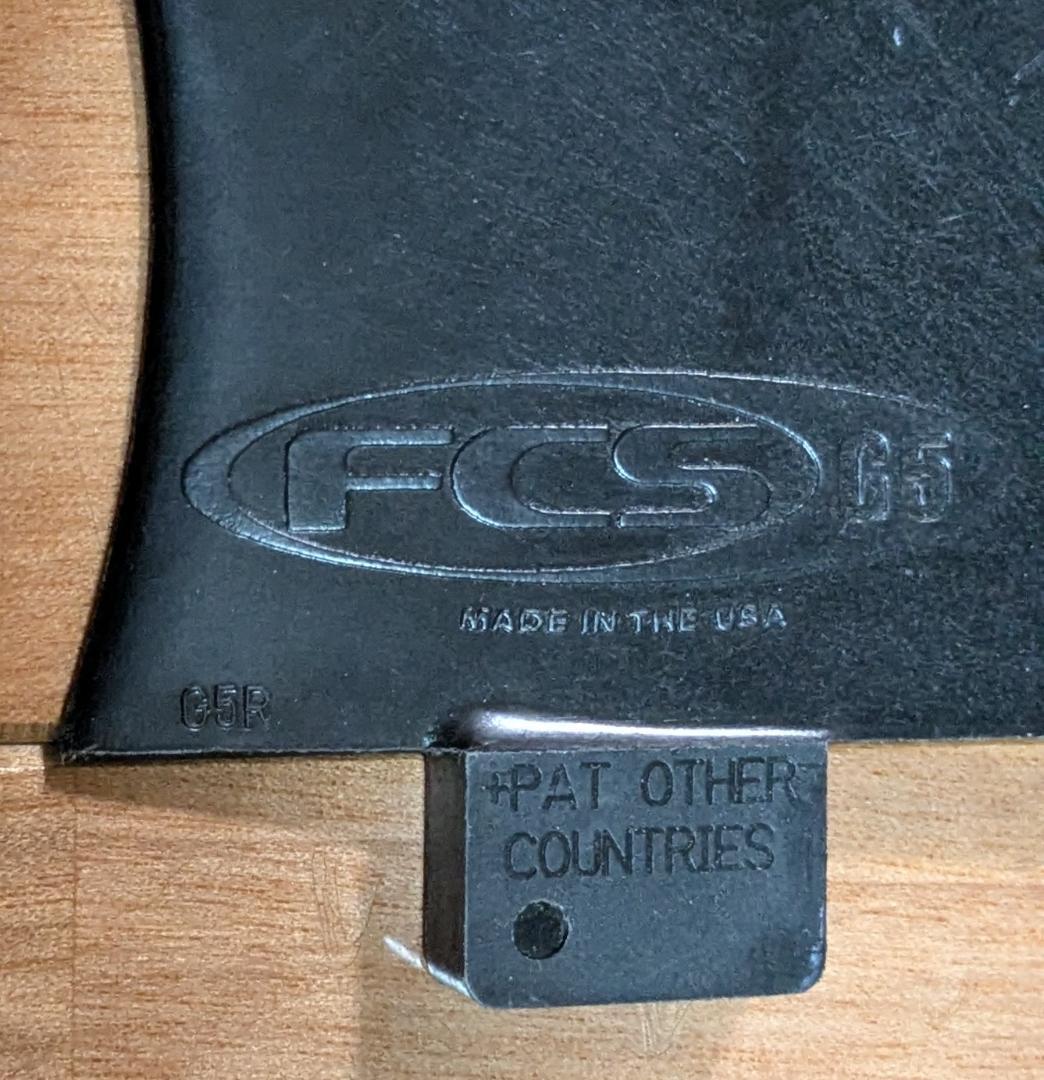 FCS G5
MADE IN THE USA
G5R
+PAT OTHER
COUNTRIES